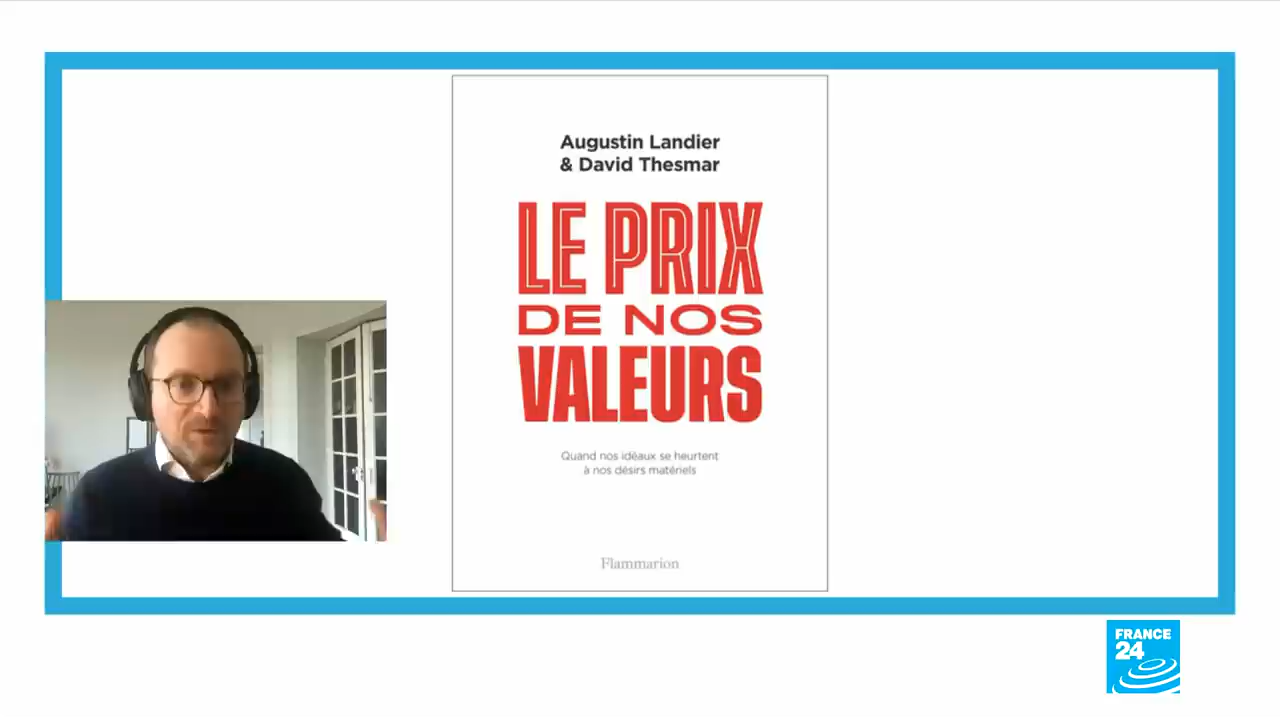 Augustin Landier
& David Thesmar
LE PRIX
DE NOS
VALEURS
Quand nos idéaux se heurtent
à nos désirs matériels
Flammarion
FRANCE
24